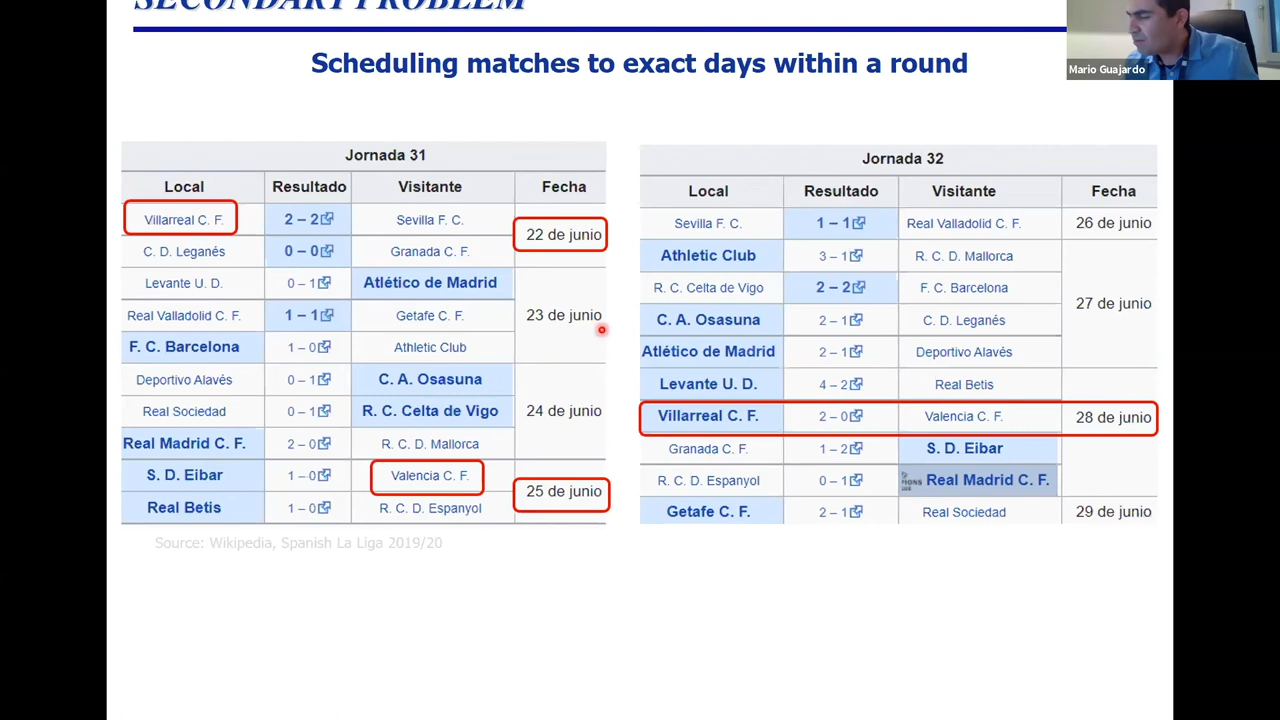 SECONDARY PROBLEM
Mario Guajardo
Scheduling matches to exact days within a round
Jornada 31
Local Resultado Visitante Fecha
Villarreal C. F. 2 – 2 Sevilla F. C. 22 de junio
C. D. Leganés 0 – 0 Granada C. F.
Levante U. D. 0 – 1 Atlético de Madrid
Real Valladolid C. F. 1 – 1 Getafe C. F. 23 de junio
F. C. Barcelona 1 – 0 Athletic Club
Deportivo Alavés 0 – 1 C. A. Osasuna
Real Sociedad 0 – 1 R. C. Celta de Vigo 24 de junio
Real Madrid C. F. 2 – 0 R. C. D. Mallorca
S. D. Eibar 1 – 0 Valencia C. F. 25 de junio
Real Betis 1 – 0 R. C. D. Espanyol
Source: Wikipedia, Spanish La Liga 2019/20
Jornada 32
Local Resultado Visitante Fecha
Sevilla F. C. 1 – 1 Real Valladolid C. F. 26 de junio
Athletic Club 3 – 1 R. C. D. Mallorca
R. C. Celta de Vigo 2 – 2 F. C. Barcelona 27 de junio
C. A. Osasuna 2 – 1 C. D. Leganés
Atlético de Madrid 2 – 1 Deportivo Alavés
Levante U. D. 4 – 2 Real Betis
Villarreal C. F. 2 – 0 Valencia C. F. 28 de junio
Granada C. F. 1 – 2 S. D. Eibar
R. C. D. Espanyol 0 – 1 Real Madrid C. F.
Getafe C. F. 2 – 1 Real Sociedad 29 de junio